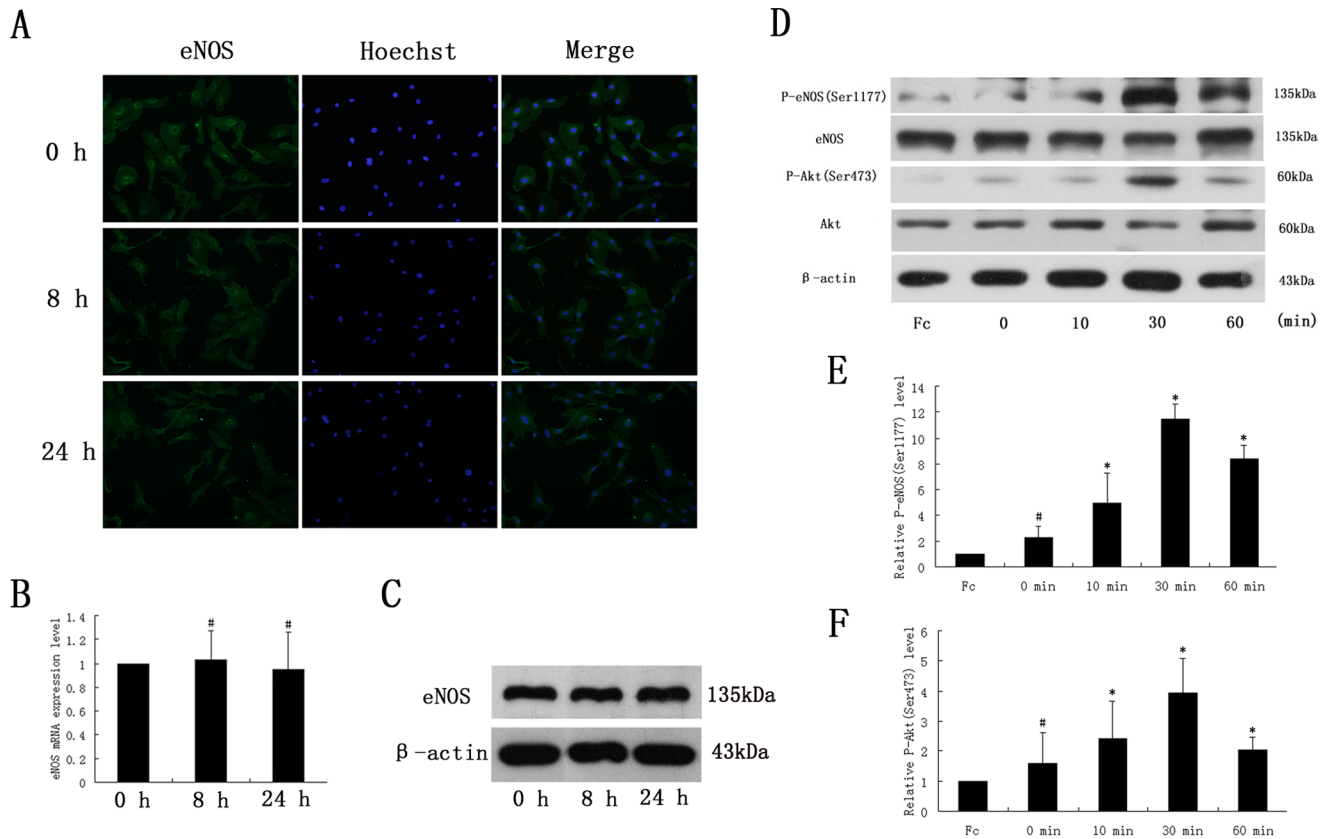 A
eNOS Hoechst Merge
0 h
8 h
24 h
B
eNOS mRNA expression level
1.4
1.2
1
0.8
0.6
0.4
0.2
0
# #
0 h 8 h 24 h
C
eNOS 135kDa
β-actin 43kDa
0 h 8 h 24 h
D
P-eNOS(Ser1177) 135kDa
eNOS 135kDa
P-Akt(Ser473) 60kDa
Akt 60kDa
β-actin 43kDa
Fc 0 10 30 60 (min)
E
Relative P-eNOS(Ser1177) level
14
12
10
8
6
4
2
0
# * * *
Fc 0 min 10 min 30 min 60 min
F
Relative P-Akt(Ser473) level
6
5
4
3
2
1
0
# * * *
Fc 0 min 10 min 30 min 60 min